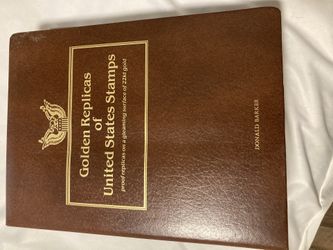 Golden Replicas
of
United States Stamps
proof replicas on a gleaming surface of 22kt gold
DONALD BARKER